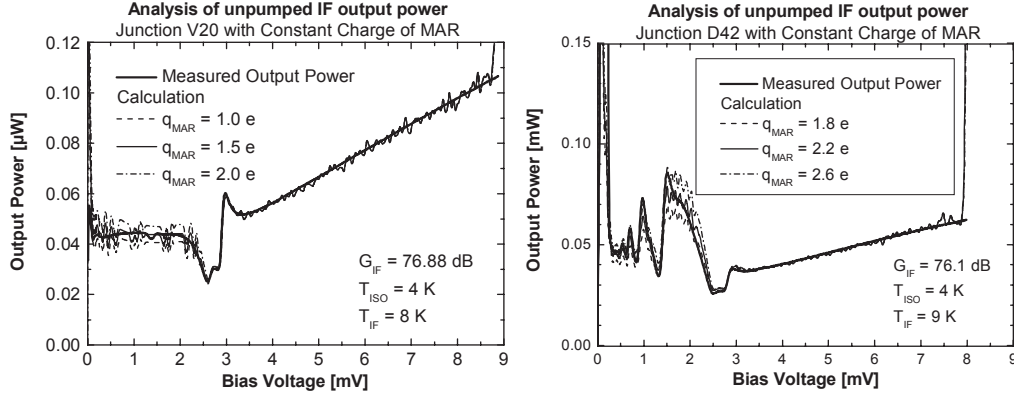 Analysis of unpumped IF output power
Junction V20 with Constant Charge of MAR
0.12
0.10
0.08
0.06
0.04
0.02
0.00
Output Power [µW]
Measured Output Power
Calculation
q_MAR = 1.0 e
q_MAR = 1.5 e
q_MAR = 2.0 e
G_IF = 76.88 dB
T_ISO = 4 K
T_IF = 8 K
0 1 2 3 4 5 6 7 8 9
Bias Voltage [mV]
Analysis of unpumped IF output power
Junction D42 with Constant Charge of MAR
0.15
0.10
0.05
0.00
Output Power [mW]
Measured Output Power
Calculation
q_MAR = 1.8 e
q_MAR = 2.2 e
q_MAR = 2.6 e
G_IF = 76.1 dB
T_ISO = 4 K
T_IF = 9 K
0 1 2 3 4 5 6 7 8 9
Bias Voltage [mV]